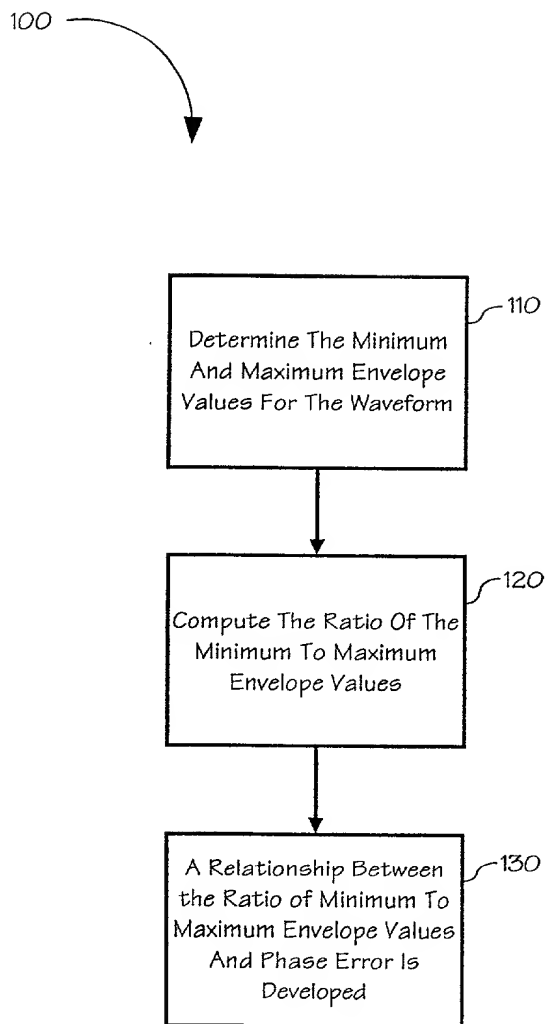 100
110
Determine The Minimum
And Maximum Envelope
Values For The Waveform
120
Compute The Ratio Of The
Minimum To Maximum
Envelope Values
130
A Relationship Between
the Ratio of Minimum To
Maximum Envelope Values
And Phase Error Is
Developed